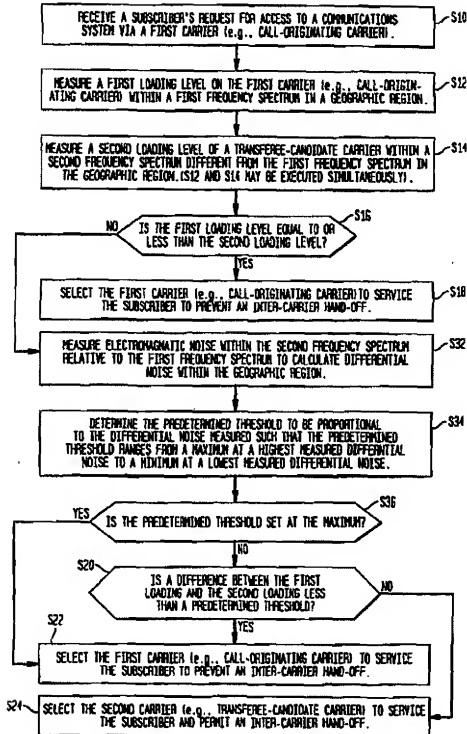 RECEIVE A SUBSCRIBER'S REQUEST FOR ACCESS TO A COMMUNICATIONS
SYSTEM VIA A FIRST CARRIER (e.g., CALL-ORIGINATING CARRIER).
S10
MEASURE A FIRST LOADING LEVEL ON THE FIRST CARRIER (e.g., CALL-ORIGIN-
ATING CARRIER) WITHIN A FIRST FREQUENCY SPECTRUM IN A GEOGRAPHIC REGION.
S12
MEASURE A SECOND LOADING LEVEL OF A TRANSFEREE-CANDIDATE CARRIER WITHIN A
SECOND FREQUENCY SPECTRUM DIFFERENT FROM THE FIRST FREQUENCY SPECTRUM IN
THE GEOGRAPHIC REGION.(S12 AND S14 MAY BE EXECUTED SIMULTANEOUSLY).
S14
S16
NO
IS THE FIRST LOADING LEVEL EQUAL TO OR
LESS THAN THE SECOND LOADING LEVEL?
YES
SELECT THE FIRST CARRIER (e.g., CALL-ORIGINATING CARRIER)TO SERVICE
THE SUBSCRIBER TO PREVENT AN INTER-CARRIER HAND-OFF.
S18
MEASURE ELECTROMAGNATIC NOISE WITHIN THE SECOND FREQUENCY SPECTRUM
RELATIVE TO THE FIRST FREQUENCY SPECTRUM TO CALCULATE DIFFERENTIAL
NOISE WITHIN THE GEOGRAPHIC REGION.
S32
DETERMINE THE PREDETERMINED THRESHOLD TO BE PROPORTIONAL
TO THE DIFFERENTIAL NOISE MEASURED SUCH THAT THE PREDETERMINED
THRESHOLD RANGES FROM A MAXIMUM AT A HIGHEST MEASURED DIFFERNTIAL
NOISE TO A MINIMUM AT A LOWEST MEASURED DIFFERENTIAL NOISE.
S34
S36
YES
IS THE PREDETERMINED THRESHOLD SET AT THE MAXIMUM?
NO
S20
IS A DIFFERENCE BETWEEN THE FIRST
LOADING AND THE SECOND LOADING LESS
THAN A PREDETERMINED THRESHOLD?
NO
YES
S22
SELECT THE FIRST CARRIER (e.g., CALL-ORIGINATING CARRIER) TO SERVICE
THE SUBSCRIBER TO PREVENT AN INTER-CARRIER HAND-OFF.
S24
SELECT THE SECOND CARRIER (e.g., TRANSFEREE-CANDIDATE CARRIER) TO SERVICE
THE SUBSCRIBER AND PERMIT AN INTER-CARRIER HAND-OFF.